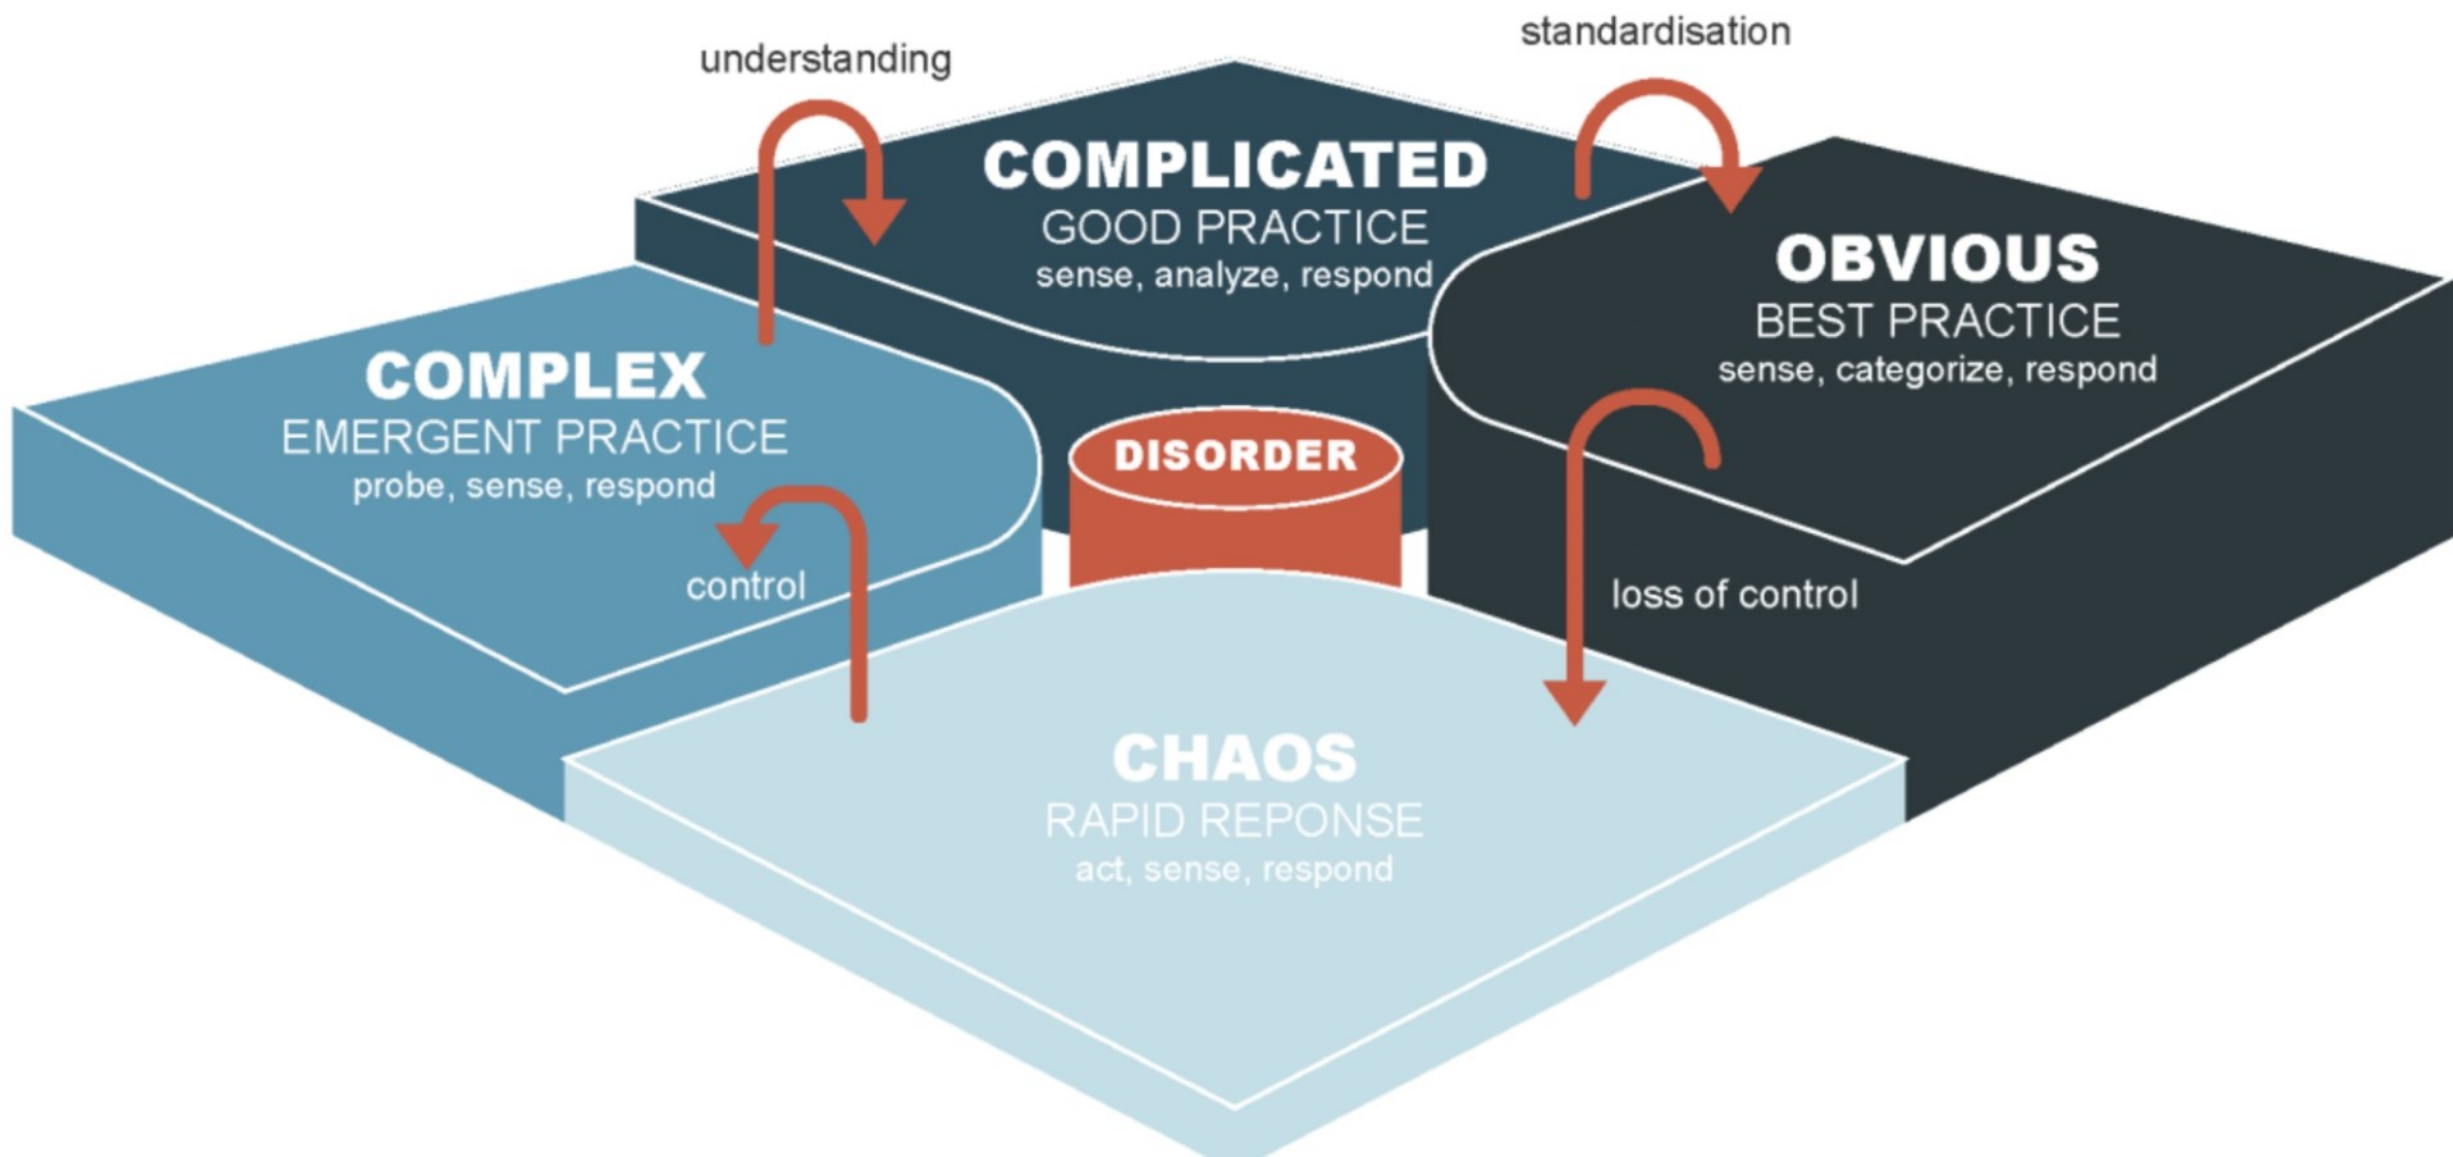 understanding
standardisation
COMPLICATED
GOOD PRACTICE
sense, analyze, respond
OBVIOUS
BEST PRACTICE
sense, categorize, respond
COMPLEX
EMERGENT PRACTICE
probe, sense, respond
DISORDER
control
loss of control
CHAOS
RAPID REPONSE
act, sense, respond